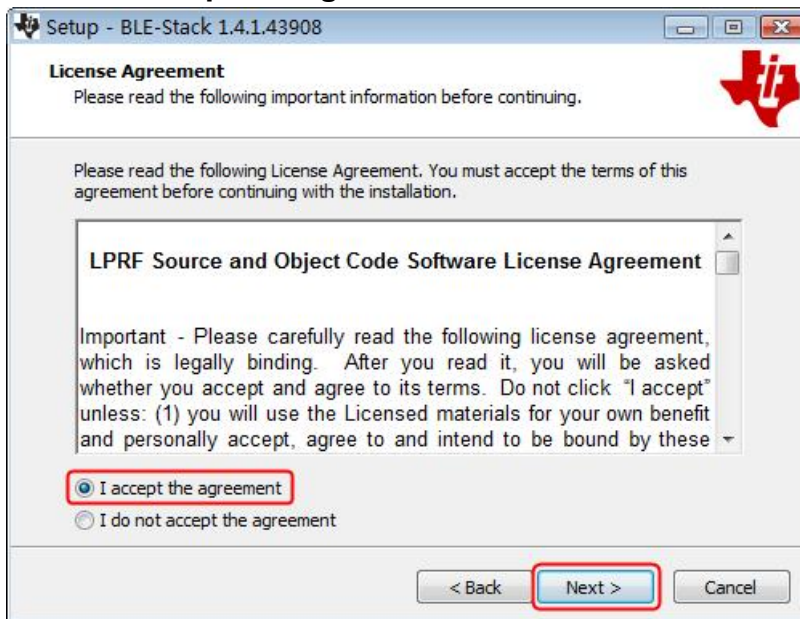 Setup - BLE-Stack 1.4.1.43908
License Agreement
Please read the following important information before continuing.
Please read the following License Agreement. You must accept the terms of this
agreement before continuing with the installation.
LPRF Source and Object Code Software License Agreement
Important - Please carefully read the following license agreement,
which is legally binding. After you read it, you will be asked
whether you accept and agree to its terms. Do not click “I accept”
unless: (1) you will use the Licensed materials for your own benefit
and personally accept, agree to and intend to be bound by these
I accept the agreement
I do not accept the agreement
< Back Next > Cancel